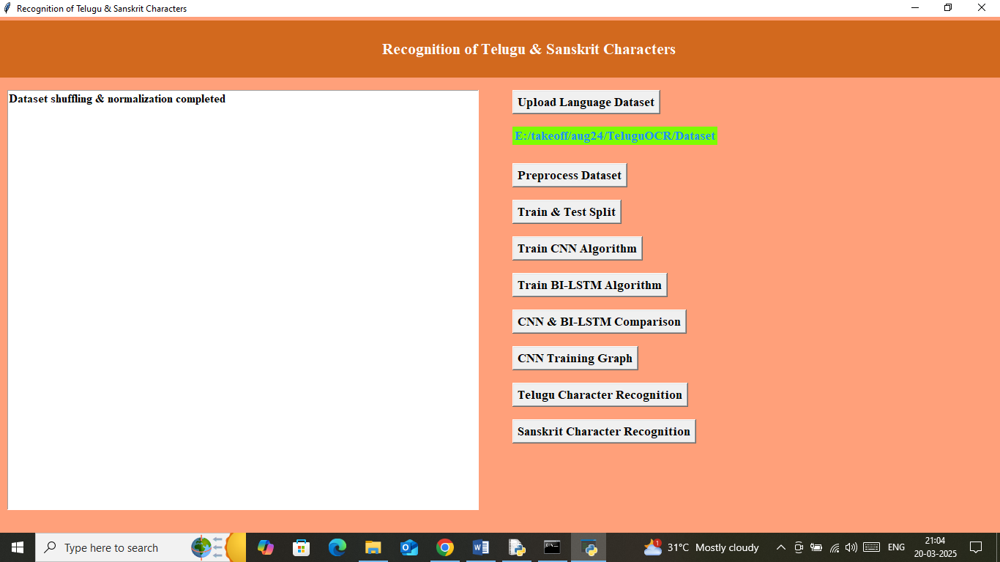 Recognition of Telugu & Sanskrit Characters
Recognition of Telugu & Sanskrit Characters
Dataset shuffling & normalization completed
Upload Language Dataset
E:/takeoff/aug24/TeluguOCR/Dataset
Preprocess Dataset
Train & Test Split
Train CNN Algorithm
Train BI-LSTM Algorithm
CNN & BI-LSTM Comparison
CNN Training Graph
Telugu Character Recognition
Sanskrit Character Recognition
Type here to search
1
31°C Mostly cloudy
ENG
21:04
20-03-2025